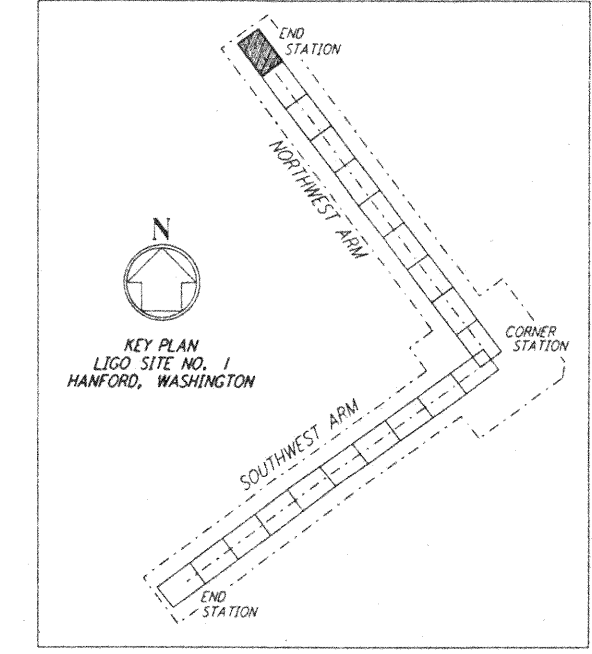 END
STATION
NORTHWEST ARM
N
KEY PLAN
LIGO SITE NO. 1
HANFORD, WASHINGTON
CORNER
STATION
SOUTHWEST ARM
END
STATION